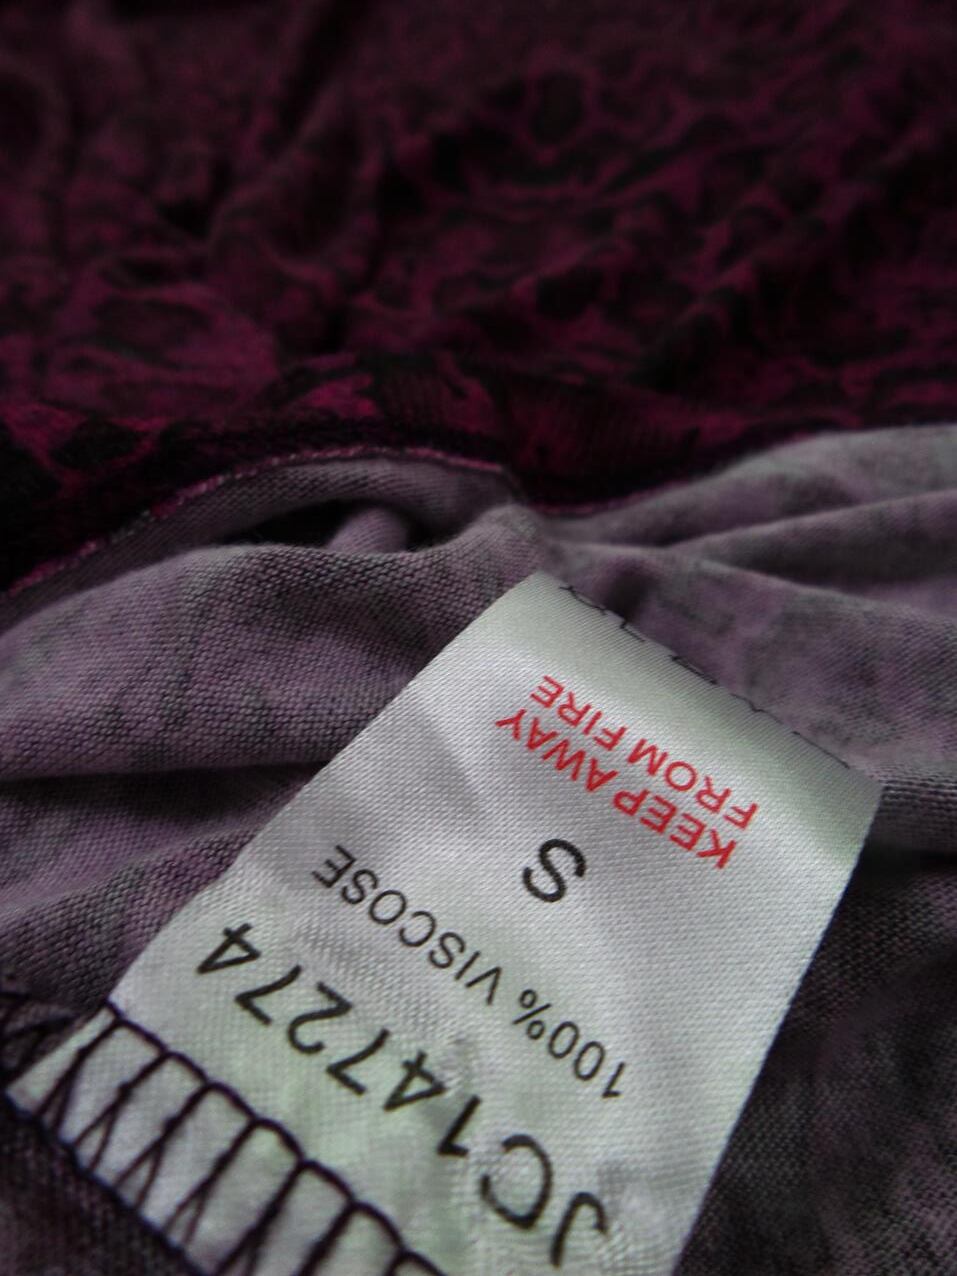 JC147274
100% VISCOSE
S
KEEP AWAY
FROM FIRE